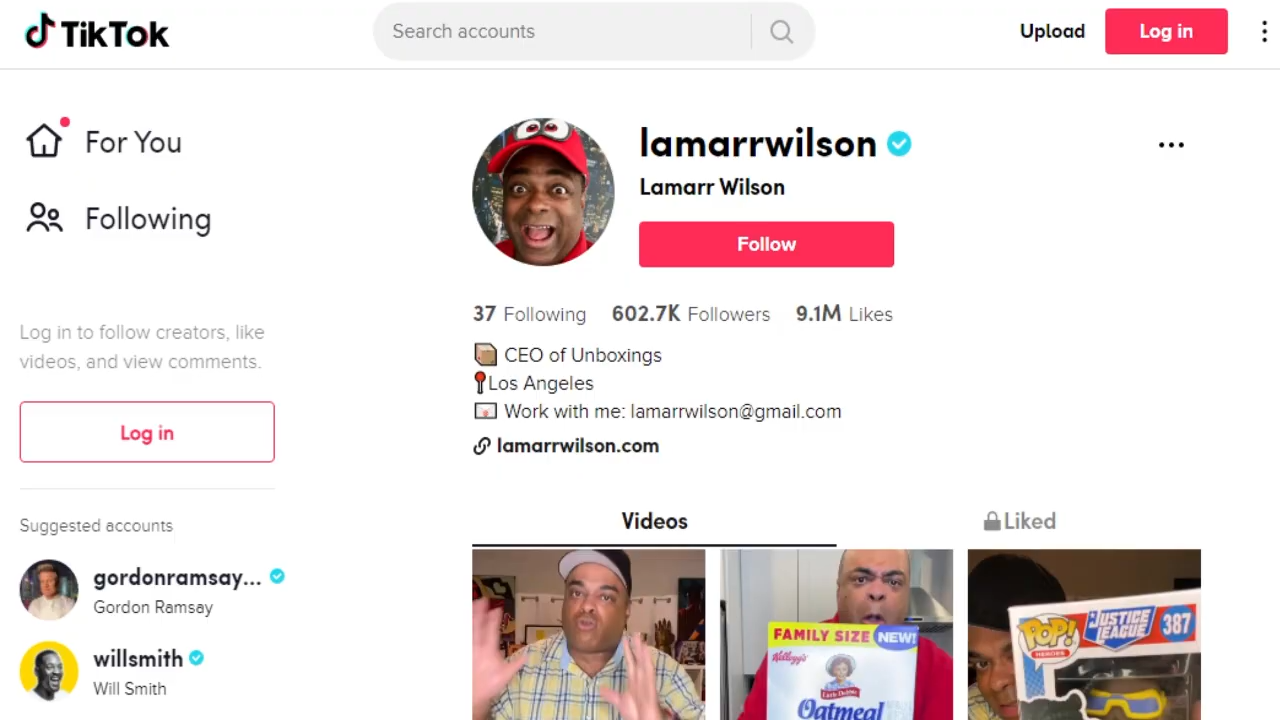 TikTok
Search accounts
Upload
Log in
For You
Following
Log in to follow creators, like
videos, and view comments.
Log in
Suggested accounts
gordonramsay...
Gordon Ramsay
willsmith
Will Smith
lamarrwilson
Lamarr Wilson
Follow
37 Following 602.7K Followers 9.1M Likes
CEO of Unboxings
Los Angeles
Work with me: lamarrwilson@gmail.com
lamarrwilson.com
Videos
Liked
FAMILY SIZE NEW!
Kellogg's
Little Debbie
Oatmeal
POP!
HEROES
JUSTICE
LEAGUE
387